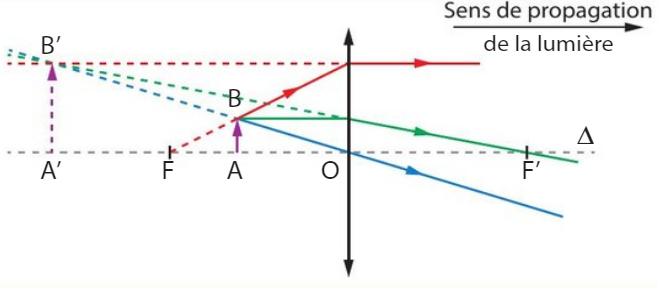 Sens de propagation
de la lumière
B’
B
Δ
A’
F
A
O
F’